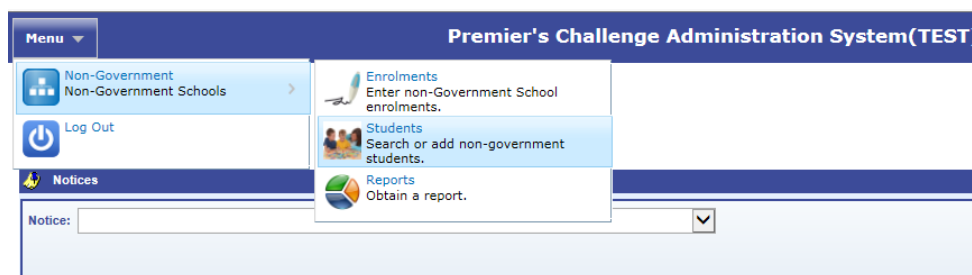 Menu
Premier's Challenge Administration System(TEST)
Non-Government
Non-Government Schools
Log Out
Enrolments
Enter non-Government School
enrolments.
Students
Search or add non-government
students.
Reports
Obtain a report.
Notices
Notice: